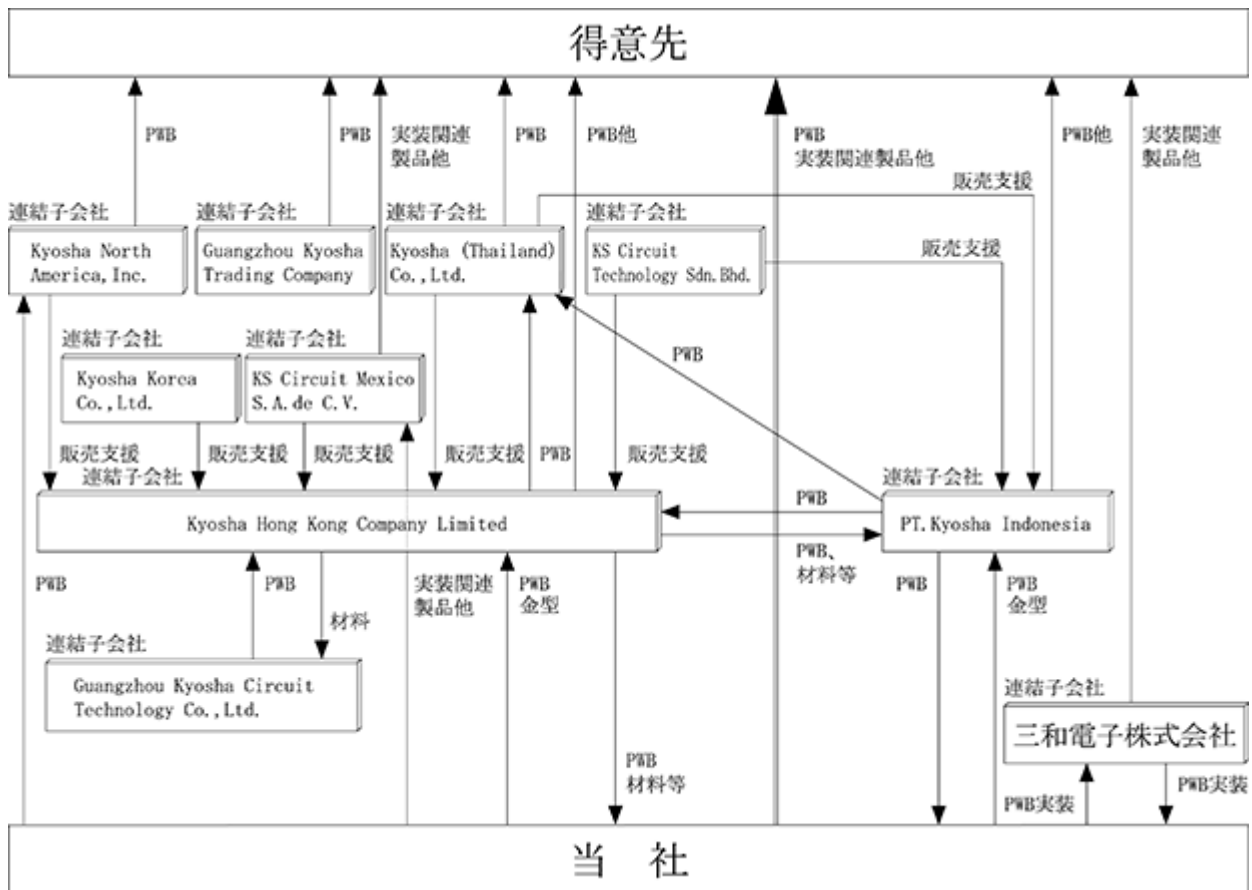 得意先
PWB
PWB
実装関連
製品他
PWB
PWB他
PWB
実装関連製品他
PWB他
実装関連
製品他
販売支援
連結子会社
Kyosha North
America,Inc.
連結子会社
Guangzhou Kyosha
Trading Company
連結子会社
Kyosha (Thailand)
Co.,Ltd.
連結子会社
KS Circuit
Technology Sdn.Bhd.
販売支援
PWB
連結子会社
Kyosha Korea
Co.,Ltd.
連結子会社
KS Circuit Mexico
S.A.de C.V.
販売支援
販売支援
販売支援
販売支援
PWB
販売支援
連結子会社
Kyosha Hong Kong Company Limited
連結子会社
PT.Kyosha Indonesia
PWB
PWB、
材料等
PWB
PWB
材料
実装関連
製品他
PWB
金型
PWB
PWB
金型
連結子会社
Guangzhou Kyosha Circuit
Technology Co.,Ltd.
連結子会社
三和電子株式会社
PWB
材料等
PWB実装
PWB実装
当 社